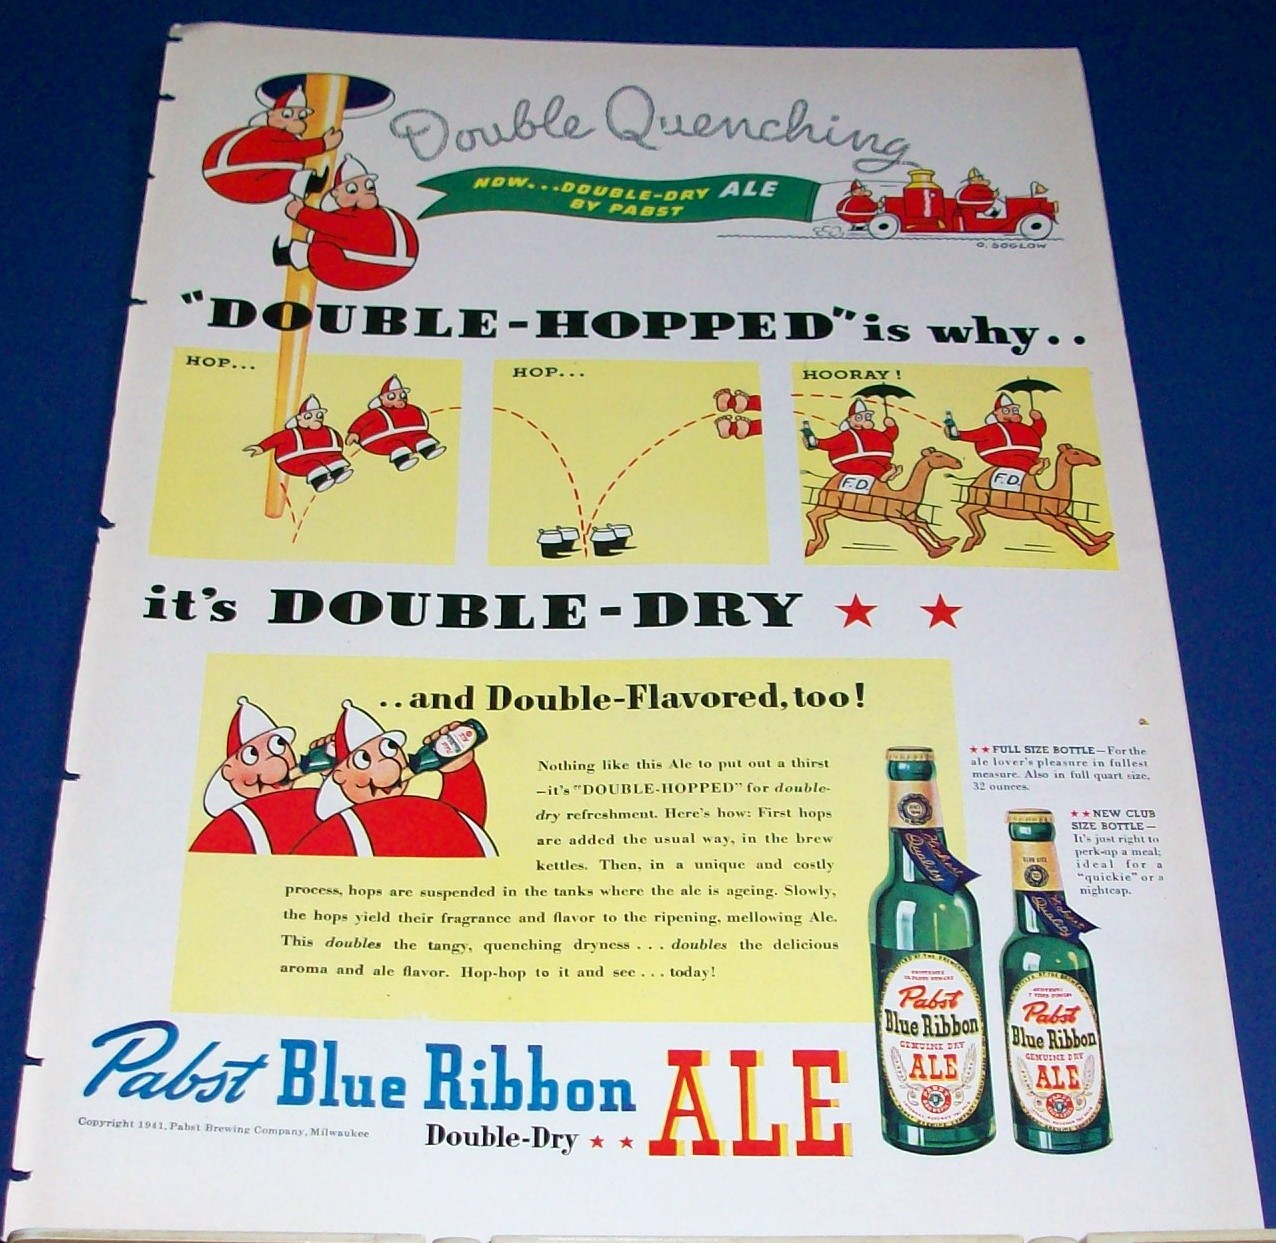 Double Quenching
NOW...DOUBLE-DRY ALE
BY PABST
O. SOGLOW
"DOUBLE-HOPPED" is why..
HOP...
HOP...
HOORAY!
F.D.
F.D.
it's DOUBLE-DRY ★ ★
..and Double-Flavored, too!
Nothing like this Ale to put out a thirst
—it's "DOUBLE-HOPPED" for double-
dry refreshment. Here's how: First hops
are added the usual way, in the brew
kettles. Then, in a unique and costly
process, hops are suspended in the tanks where the ale is ageing. Slowly,
the hops yield their fragrance and flavor to the ripening, mellowing Ale.
This doubles the tangy, quenching dryness . . . doubles the delicious
aroma and ale flavor. Hop-hop to it and see . . . today!
★★ FULL SIZE BOTTLE—For the
ale lover's pleasure in fullest
measure. Also in full quart size,
32 ounces.
★★ NEW CLUB
SIZE BOTTLE—
It's just right to
perk-up a meal;
ideal for a
"quickie" or a
nightcap.
Highest
Quality
Pabst
Blue Ribbon
GENUINE DRY
ALE
Highest
Quality
Pabst
Blue Ribbon
GENUINE DRY
ALE
Pabst Blue Ribbon ALE
Double-Dry ★ ★
Copyright 1941, Pabst Brewing Company, Milwaukee